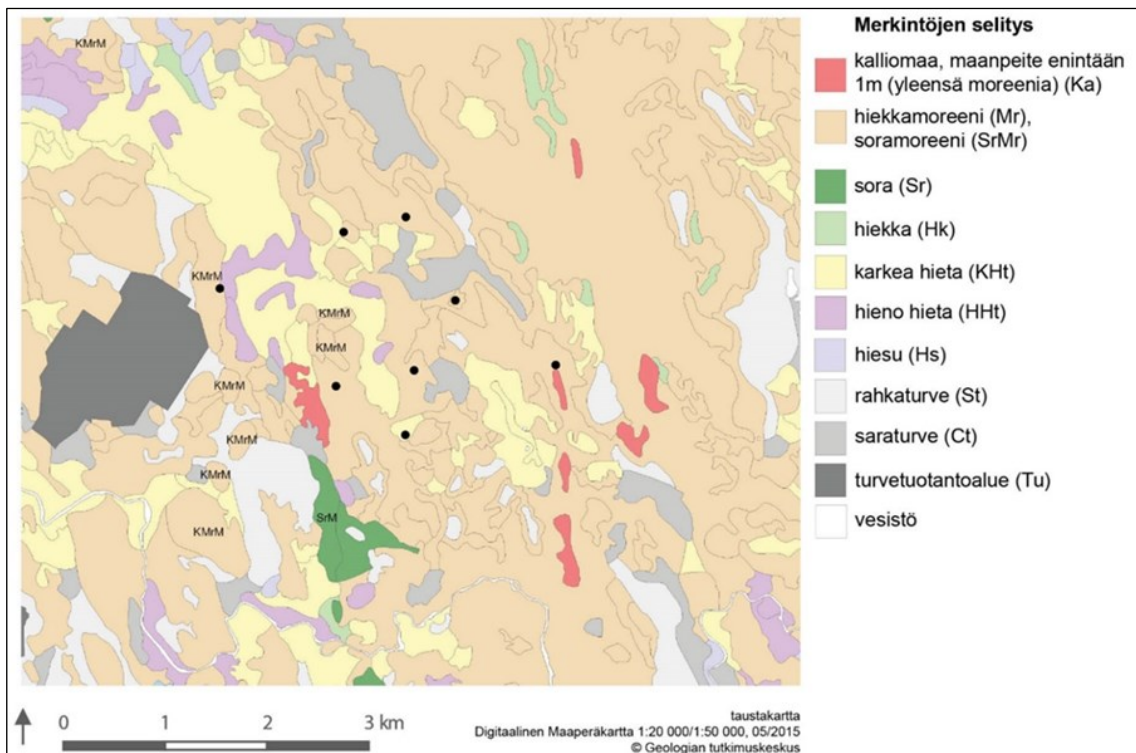 KMrM
KMrM
KMrM
KMrM
KMrM
KMrM
KMrM
KMrM
SrM
Merkintöjen selitys
kalliomaa, maanpeite enintään
1m (yleensä moreenia) (Ka)
hiekkamoreeni (Mr),
soramoreeni (SrMr)
sora (Sr)
hiekka (Hk)
karkea hieta (KHt)
hieno hieta (HHt)
hiesu (Hs)
rahkaturve (St)
saraturve (Ct)
turvetuotantoalue (Tu)
vesistö
0 1 2 3 km
taustakartta
Digitaalinen Maaperäkartta 1:20 000/1:50 000, 05/2015
© Geologian tutkimuskeskus